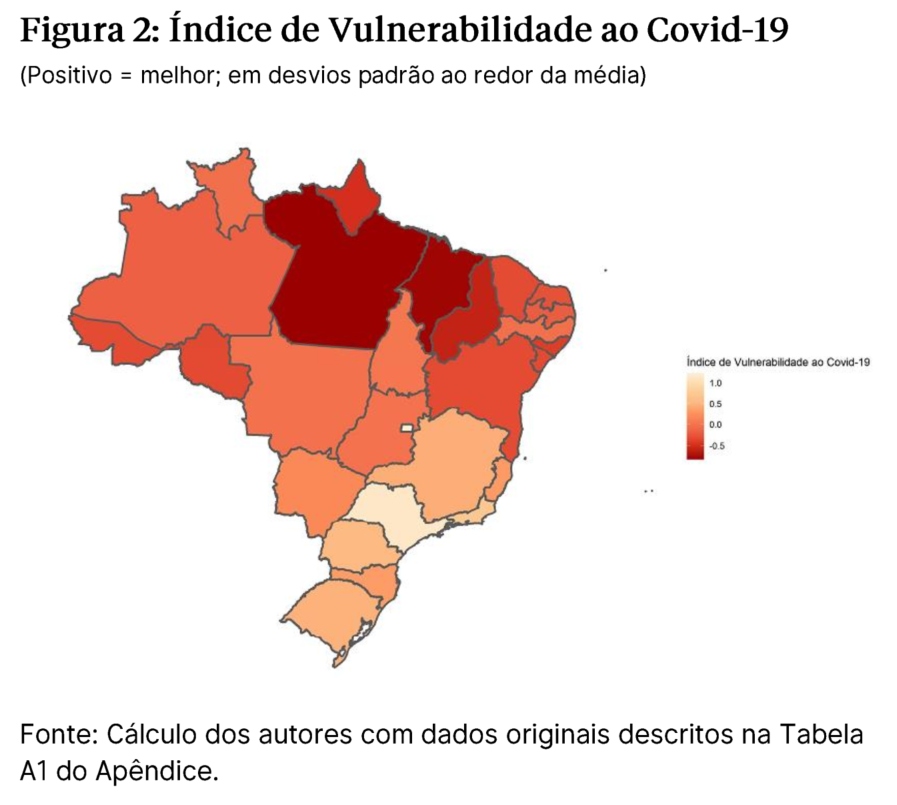 Figura 2: Índice de Vulnerabilidade ao Covid-19
(Positivo = melhor; em desvios padrão ao redor da média)
Índice de Vulnerabilidade ao Covid-19
1.0
0.5
0.0
-0.5
Fonte: Cálculo dos autores com dados originais descritos na Tabela
A1 do Apêndice.